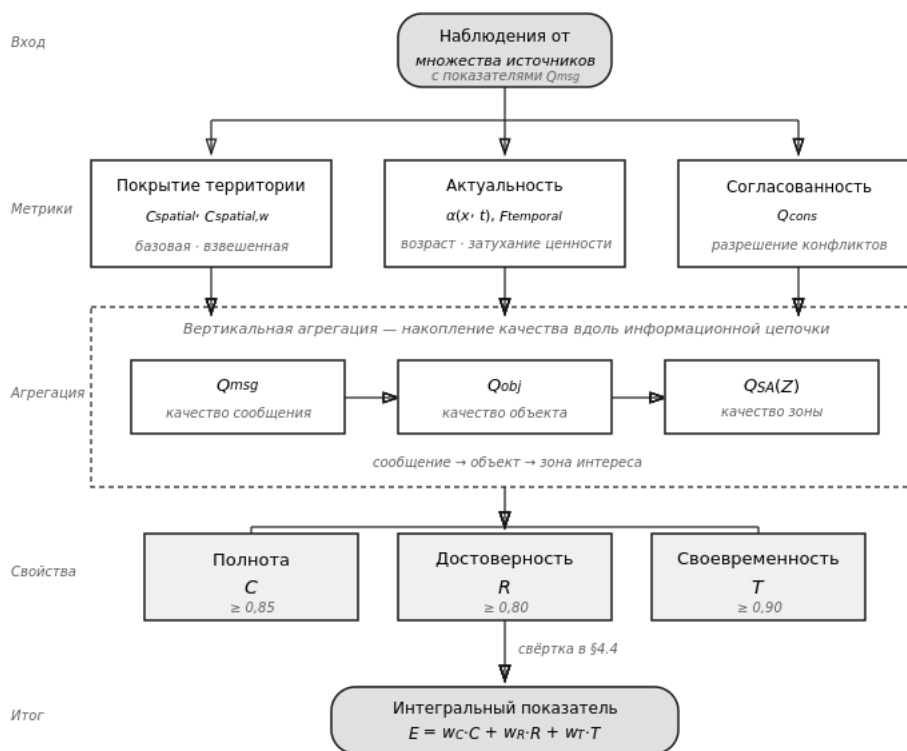 Вход
Наблюдения от
множества источников
с показателями Qmsg
Метрики
Покрытие территории
Cspatial, Cspatial,w
базовая · взвешенная
Актуальность
α(x, t), Ftemporal
возраст · затухание ценности
Согласованность
Qcons
разрешение конфликтов
Агрегация
Вертикальная агрегация — накопление качества вдоль информационной цепочки
Qmsg
качество сообщения
Qobj
качество объекта
QSA(Z)
качество зоны
сообщение → объект → зона интереса
Свойства
Полнота
C
≥ 0,85
Достоверность
R
≥ 0,80
Своевременность
T
≥ 0,90
свёртка в §4.4
Итог
Интегральный показатель
E = wC·C + wR·R + wT·T